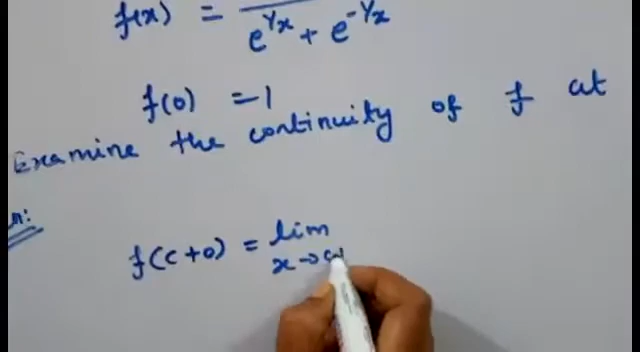 f(x) =
e^1/x + e^-1/x
f(0) = 1
Examine the continuity of f at
f(c+0) = lim
x→